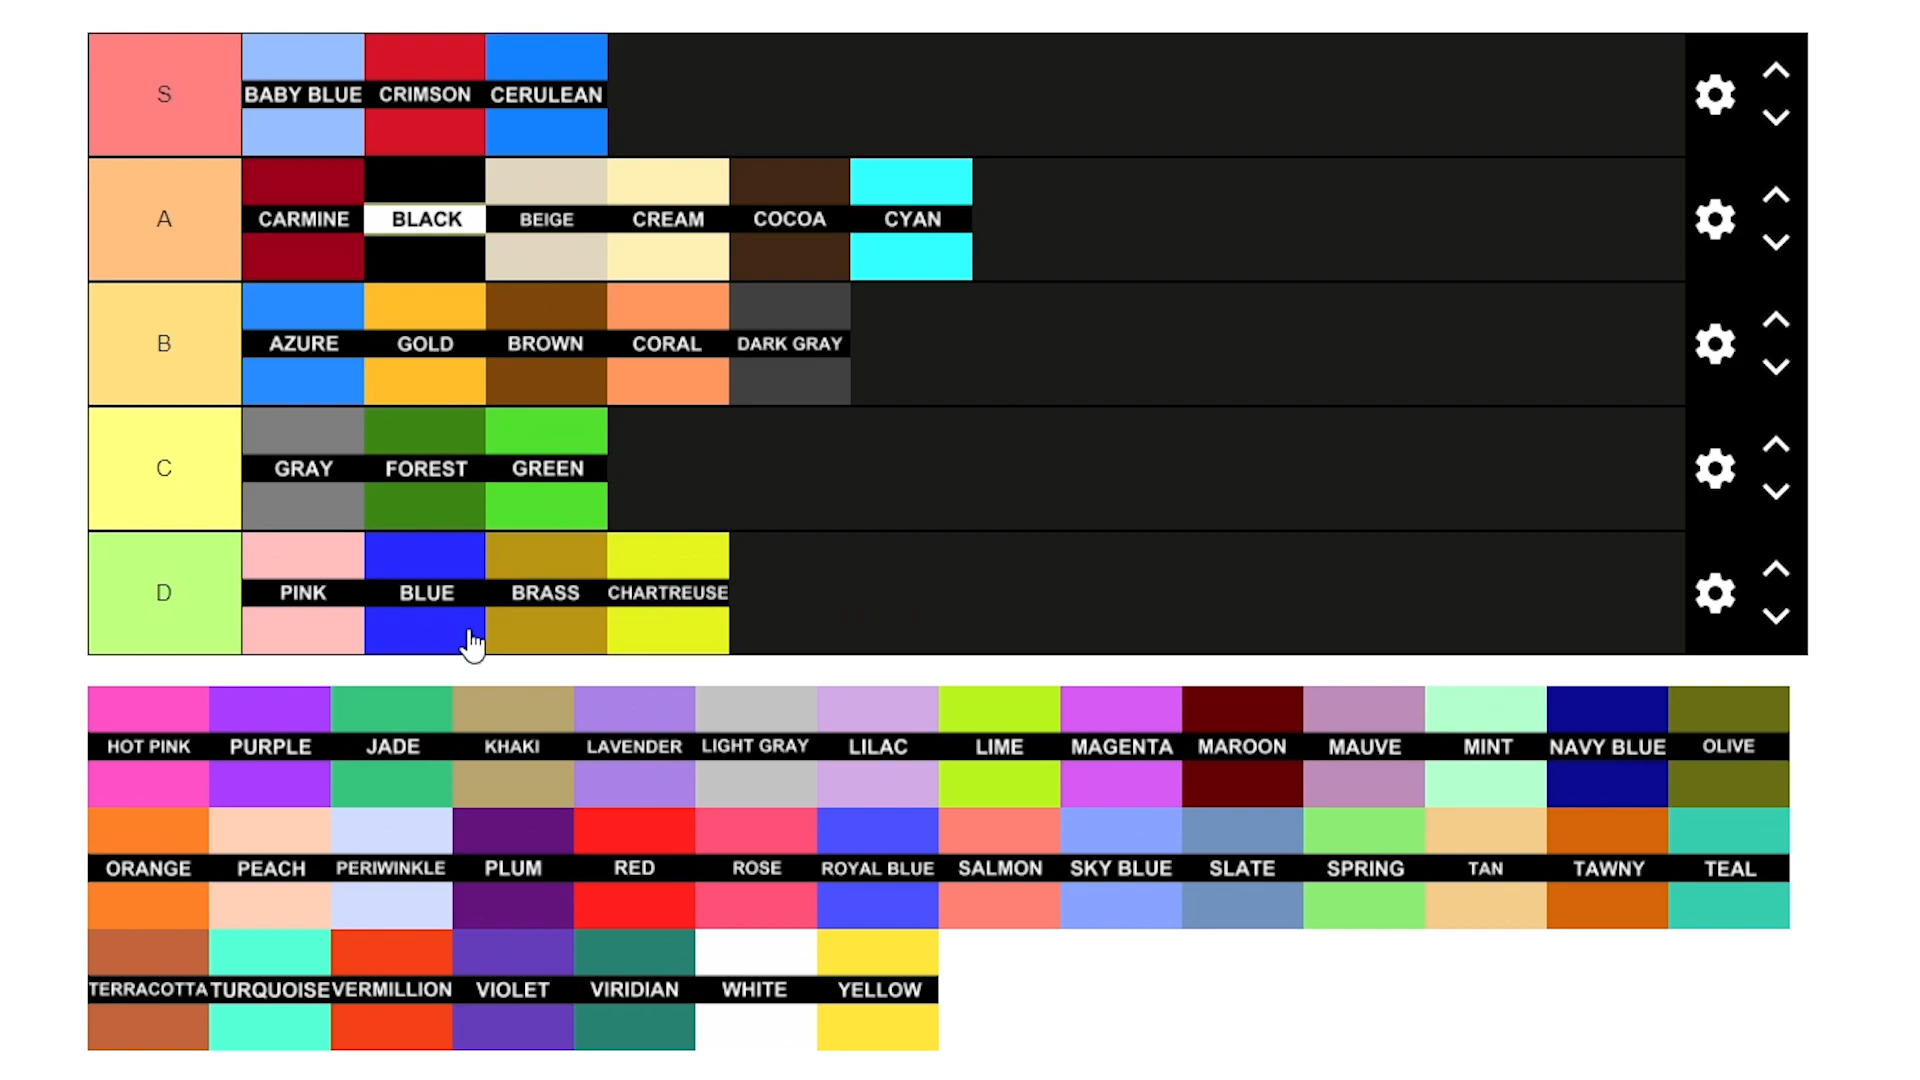 S BABY BLUE CRIMSON CERULEAN
A CARMINE BLACK BEIGE CREAM COCOA CYAN
B AZURE GOLD BROWN CORAL DARK GRAY
C GRAY FOREST GREEN
D PINK BLUE BRASS CHARTREUSE
HOT PINK PURPLE JADE KHAKI LAVENDER LIGHT GRAY LILAC LIME MAGENTA MAROON MAUVE MINT NAVY BLUE OLIVE
ORANGE PEACH PERIWINKLE PLUM RED ROSE ROYAL BLUE SALMON SKY BLUE SLATE SPRING TAN TAWNY TEAL
TERRACOTTA TURQUOISE VERMILLION VIOLET VIRIDIAN WHITE YELLOW